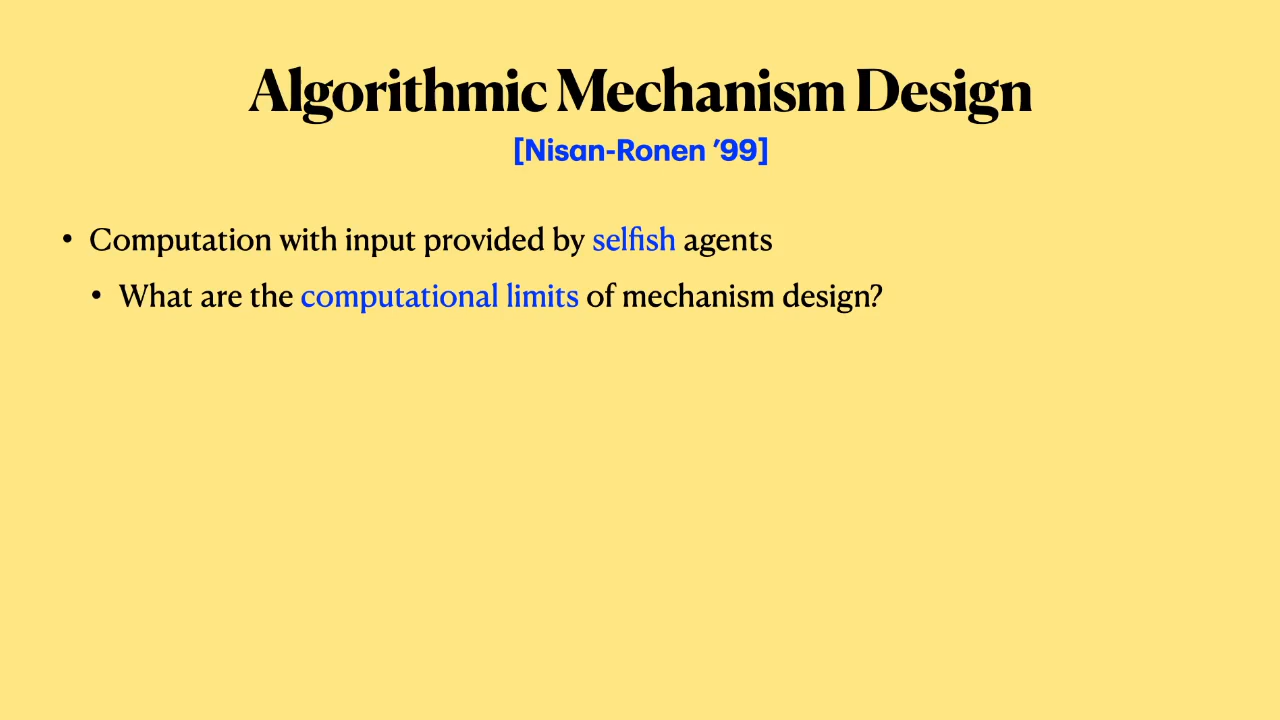 Algorithmic Mechanism Design
[Nisan-Ronen ’99]
• Computation with input provided by selfish agents
• What are the computational limits of mechanism design?